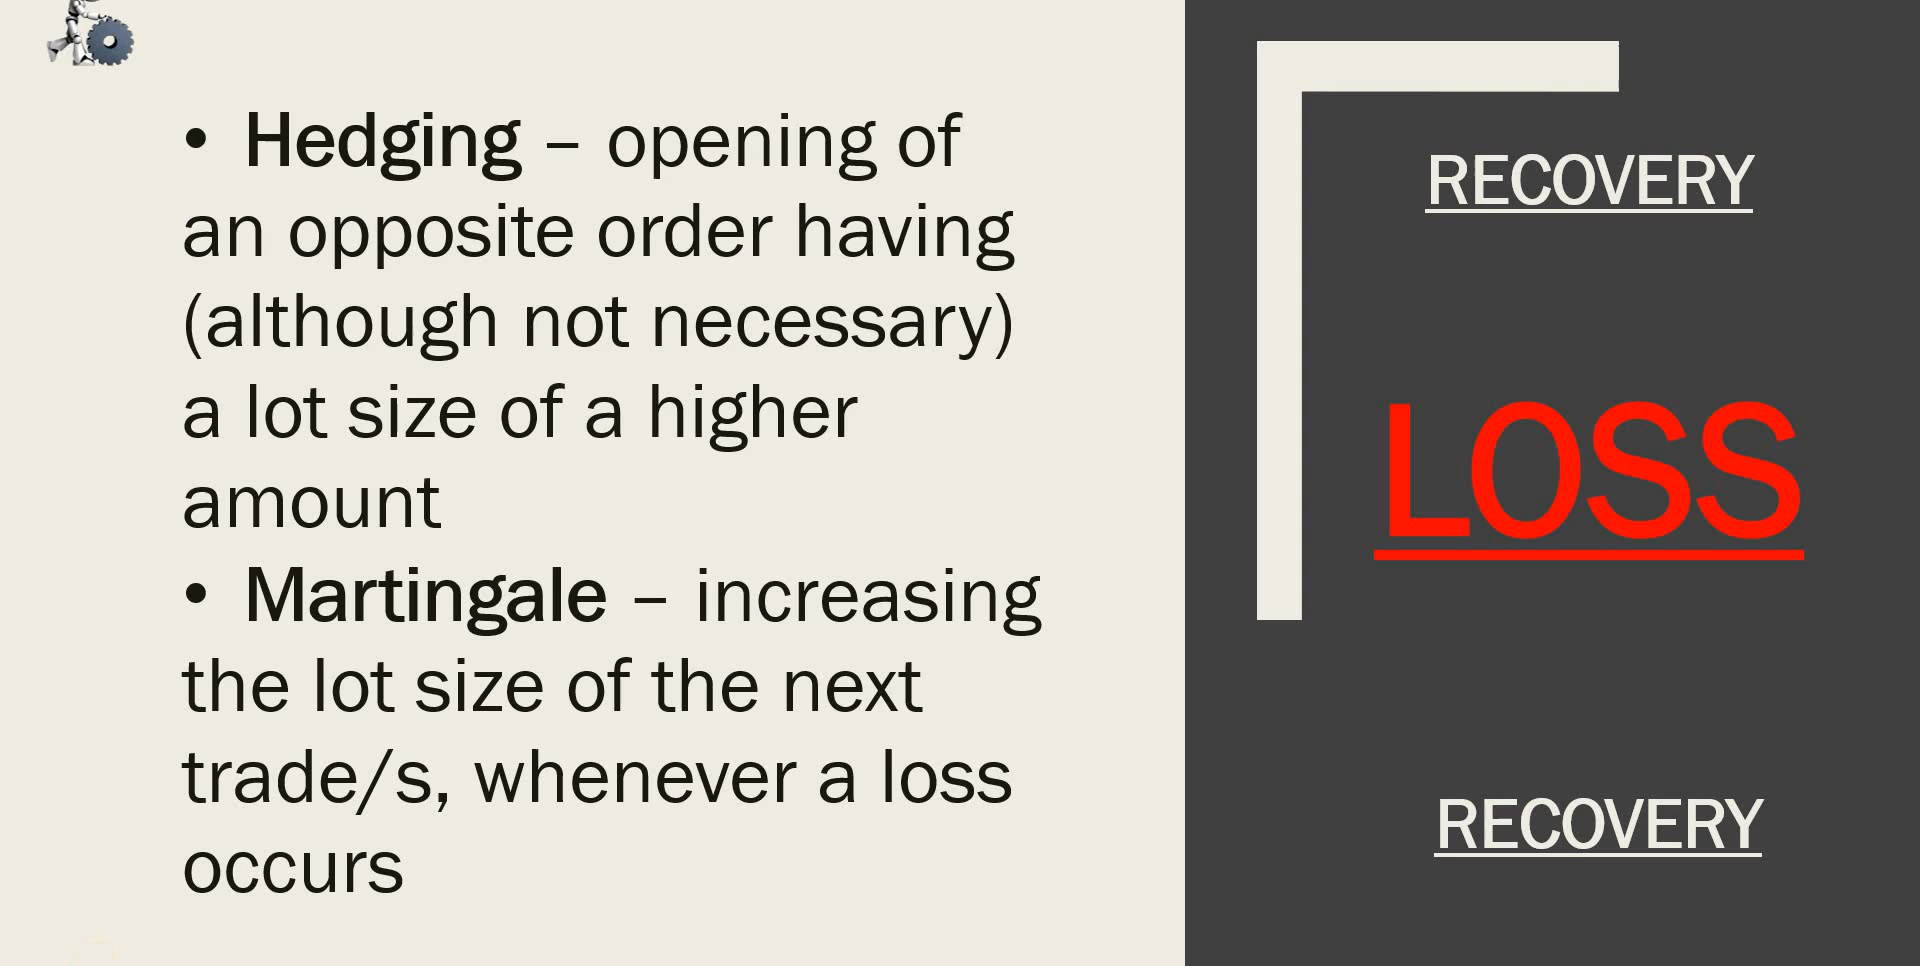 • Hedging – opening of
an opposite order having
(although not necessary)
a lot size of a higher
amount
• Martingale – increasing
the lot size of the next
trade/s, whenever a loss
occurs
RECOVERY
LOSS
RECOVERY